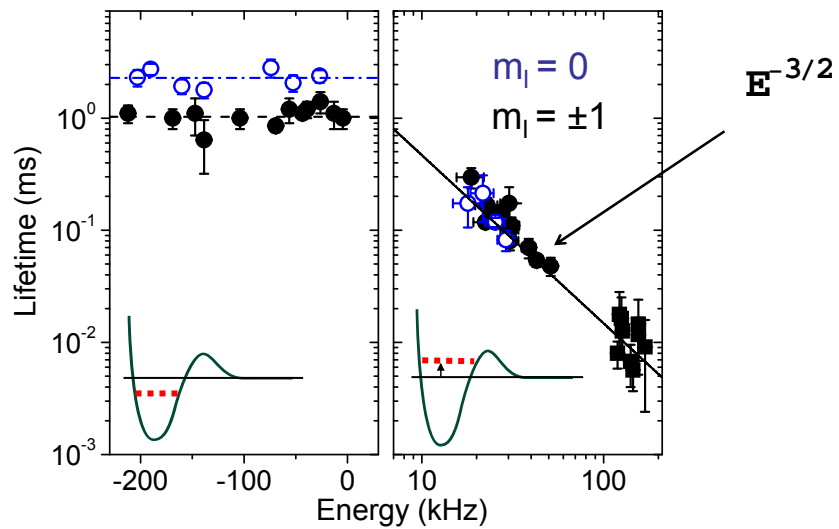 m_l = 0
m_l = ±1
E^-3/2
Lifetime (ms)
10^0
10^-1
10^-2
10^-3
-200
-100
0
10
100
Energy (kHz)